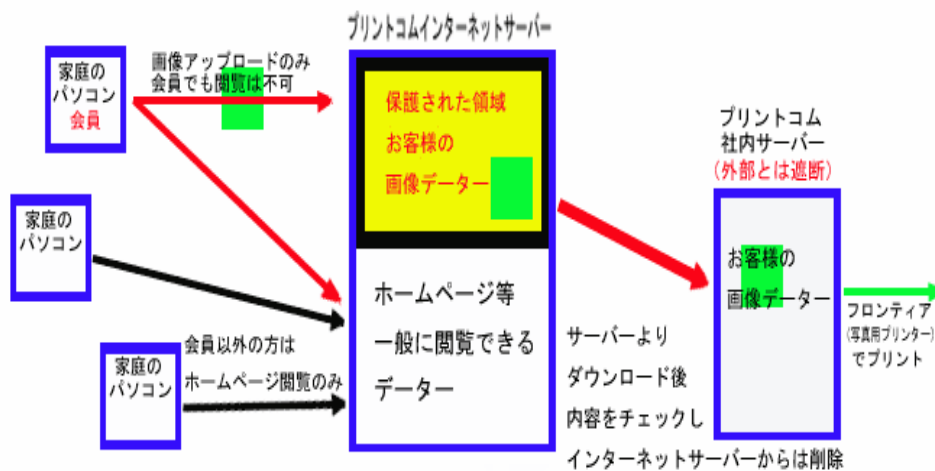 プリントコムインターネットサーバー
家庭の
パソコン
会員
画像アップロードのみ
会員でも閲覧は不可
保護された領域
お客様の
画像データー
プリントコム
社内サーバー
(外部とは遮断)
家庭の
パソコン
お客様の
画像データー
ホームページ等
一般に閲覧できる
データー
フロンティア
(写真用プリンター)
でプリント
家庭の
パソコン
会員以外の方は
ホームページ閲覧のみ
サーバーより
ダウンロード後
内容をチェックし
インターネットサーバーからは削除